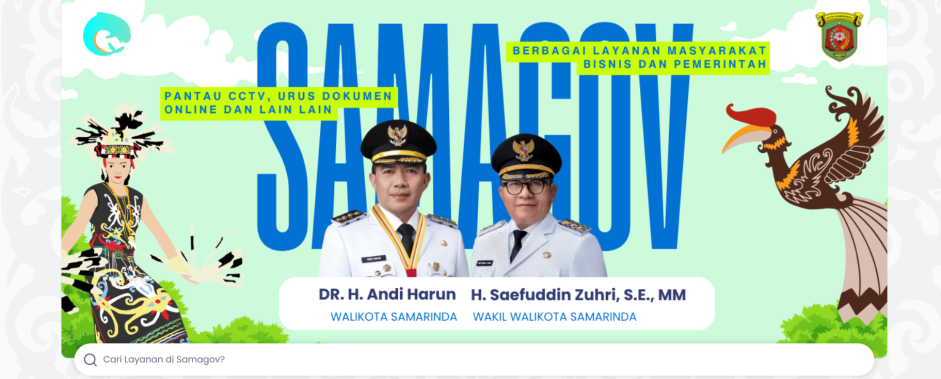 SAMAGOV
BERBAGAI LAYANAN MASYARAKAT
BISNIS DAN PEMERINTAH
PANTAU CCTV, URUS DOKUMEN
ONLINE DAN LAIN LAIN
DR. H. Andi Harun
WALIKOTA SAMARINDA
H. Saefuddin Zuhri, S.E., MM
WAKIL WALIKOTA SAMARINDA
Cari Layanan di Samagov?